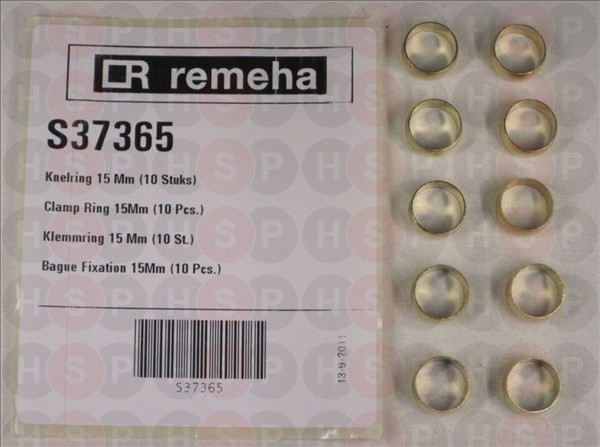 remeha
S37365
Knelring 15 Mm (10 Stuks)
Clamp Ring 15Mm (10 Pcs.)
Klemmring 15 Mm (10 St.)
Bague Fixation 15Mm (10 Pcs.)
S37365
13-9-2011
HSP